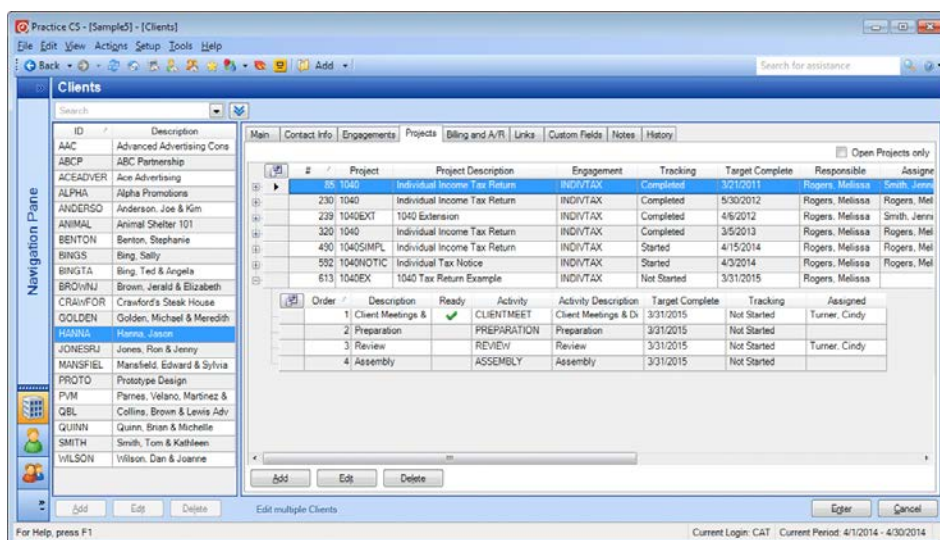 Practice CS - [Sample5] - [Clients]
File Edit View Actions Setup Tools Help
Back Add Search for assistance
Clients
Search
ID Description
AAC Advanced Advertising Cons
ABCP ABC Partnership
ACEADVER Ace Advertising
ALPHA Alpha Promotions
ANDERSO Anderson, Joe & Kim
ANIMAL Animal Shelter 101
BENTON Benton, Stephanie
BINGS Bing, Sally
BINGTA Bing, Ted & Angela
BROWNJ Brown, Jerald & Elizabeth
CRAWFOR Crawford's Steak House
GOLDEN Golden, Michael & Meredith
HANNA Hanna, Jason
JONESRJ Jones, Ron & Jenny
MANSFIEL Mansfield, Edward & Sylvia
PROTO Prototype Design
PVM Parnes, Velano, Martinez &
QBL Collins, Brown & Lewis Adv
QUINN Quinn, Brian & Michelle
SMITH Smith, Tom & Kathleen
WILSON Wilson, Dan & Joanne
Add Edit Delete
Navigation Pane
Main Contact Info Engagements Projects Billing and A/R Links Custom Fields Notes History
Open Projects only
# Project Project Description Engagement Tracking Target Complete Responsible Assigne
85 1040 Individual Income Tax Return INDIVTAX Completed 3/21/2011 Rogers, Melissa Smith, Jenni
230 1040 Individual Income Tax Return INDIVTAX Completed 5/30/2012 Rogers, Melissa Rogers, Mel
239 1040EXT 1040 Extension INDIVTAX Completed 4/6/2012 Rogers, Melissa Smith, Jenni
320 1040 Individual Income Tax Return INDIVTAX Completed 3/5/2013 Rogers, Melissa Rogers, Mel
490 1040SIMPL Individual Income Tax Return INDIVTAX Started 4/15/2014 Rogers, Melissa Rogers, Mel
592 1040NOTIC Individual Tax Notice INDIVTAX Started 4/3/2014 Rogers, Melissa Rogers, Mel
613 1040EX 1040 Tax Return Example INDIVTAX Not Started 3/31/2015 Rogers, Melissa
Order Description Ready Activity Activity Description Target Complete Tracking Assigned
1 Client Meetings & CLIENTMEET Client Meetings & Di 3/31/2015 Not Started Turner, Cindy
2 Preparation PREPARATION Preparation 3/31/2015 Not Started
3 Review REVIEW Review 3/31/2015 Not Started Turner, Cindy
4 Assembly ASSEMBLY Assembly 3/31/2015 Not Started
Add Edit Delete
Edit multiple Clients
Enter Cancel
For Help, press F1
Current Login: CAT Current Period: 4/1/2014 - 4/30/2014